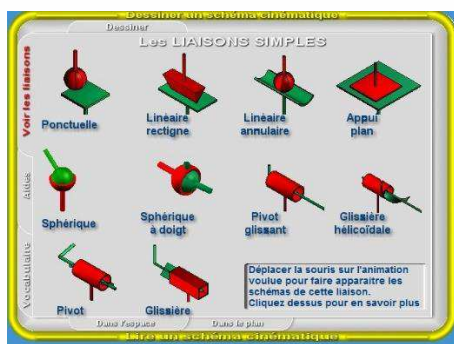 Dessiner un schéma cinématique
Dessiner
Les LIAISONS SIMPLES
Voir les liaisons
Ponctuelle
Linéaire
rectigne
Linéaire
annulaire
Appui
plan
Aides
Sphérique
Sphérique
à doigt
Pivot
glissant
Glissière
hélicoïdale
Vocabulaire
Pivot
Glissière
Déplacer la souris sur l'animation
voulue pour faire apparaitre les
schémas de cette liaison.
Cliquez dessus pour en savoir plus
Dans l'espace
Dans le plan
Lire un schéma cinématique